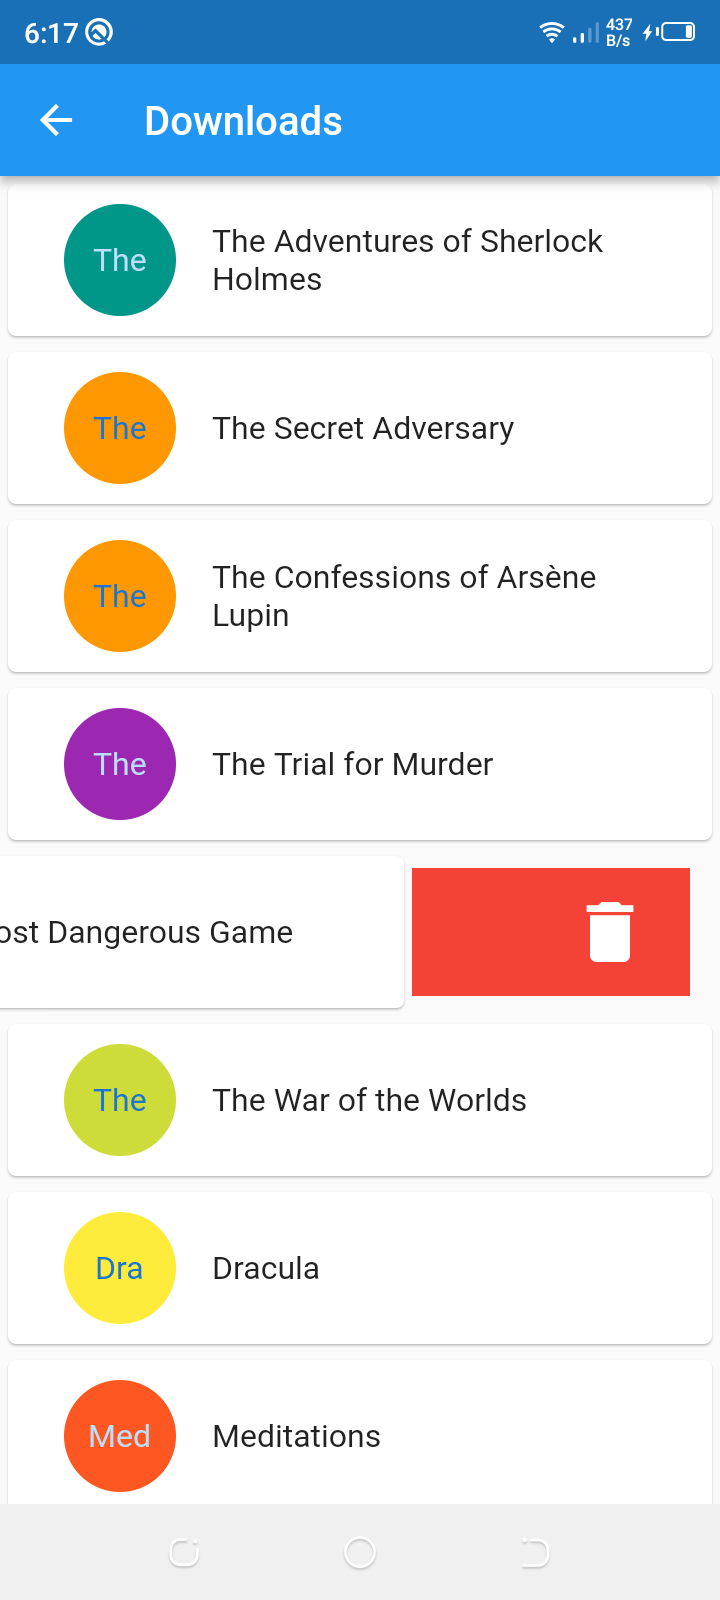 6:17
437
B/s
Downloads
The
The Adventures of Sherlock
Holmes
The
The Secret Adversary
The
The Confessions of Arsène
Lupin
The
The Trial for Murder
ost Dangerous Game
The
The War of the Worlds
Dra
Dracula
Med
Meditations